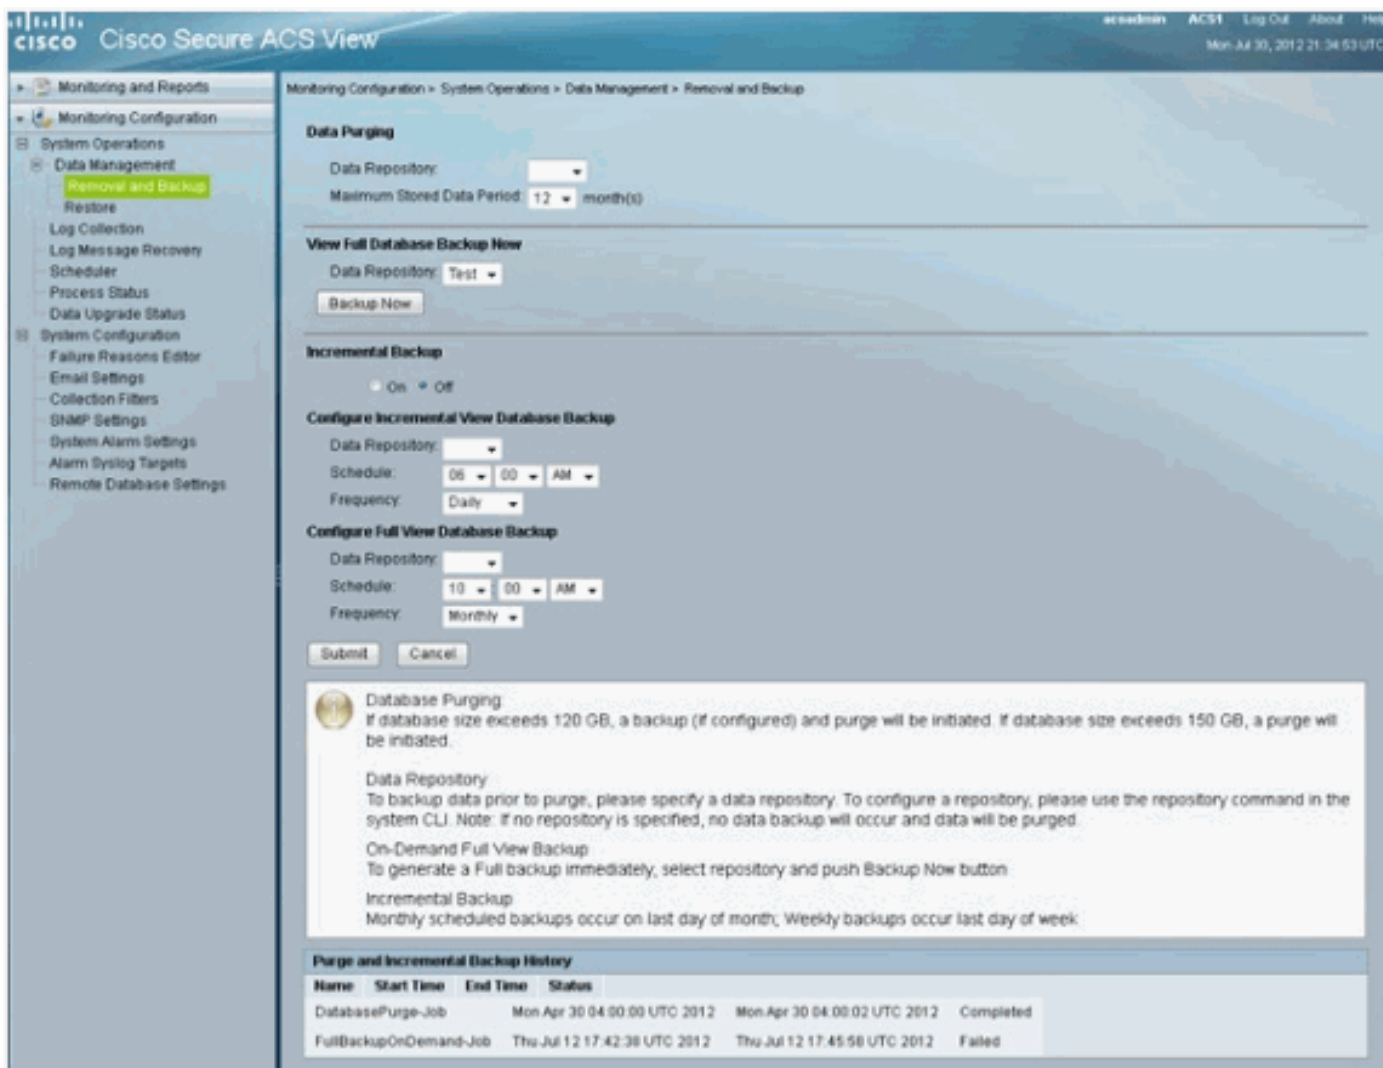 CISCO Cisco Secure ACS View
acsadmin ACS1 Log Out About Help
Mon Jul 30, 2012 21:34:53 UTC
Monitoring and Reports
Monitoring Configuration
System Operations
Data Management
Removal and Backup
Restore
Log Collection
Log Message Recovery
Scheduler
Process Status
Data Upgrade Status
System Configuration
Failure Reasons Editor
Email Settings
Collection Filters
SNMP Settings
System Alarm Settings
Alarm Syslog Targets
Remote Database Settings
Monitoring Configuration > System Operations > Data Management > Removal and Backup
Data Purging
Data Repository:
Maximum Stored Data Period: 12 month(s)
View Full Database Backup Now
Data Repository: Test
Backup Now
Incremental Backup
On Off
Configure Incremental View Database Backup
Data Repository:
Schedule: 06 : 00 AM
Frequency: Daily
Configure Full View Database Backup
Data Repository:
Schedule: 10 : 00 AM
Frequency: Monthly
Submit Cancel
Database Purging
If database size exceeds 120 GB, a backup (if configured) and purge will be initiated. If database size exceeds 150 GB, a purge will
be initiated.
Data Repository
To backup data prior to purge, please specify a data repository. To configure a repository, please use the repository command in the
system CLI. Note: If no repository is specified, no data backup will occur and data will be purged.
On-Demand Full View Backup
To generate a Full backup immediately, select repository and push Backup Now button
Incremental Backup
Monthly scheduled backups occur on last day of month; Weekly backups occur last day of week
Purge and Incremental Backup History
Name Start Time End Time Status
DatabasePurge-Job Mon Apr 30 04:00:00 UTC 2012 Mon Apr 30 04:00:02 UTC 2012 Completed
FullBackupOnDemand-Job Thu Jul 12 17:42:38 UTC 2012 Thu Jul 12 17:45:58 UTC 2012 Failed